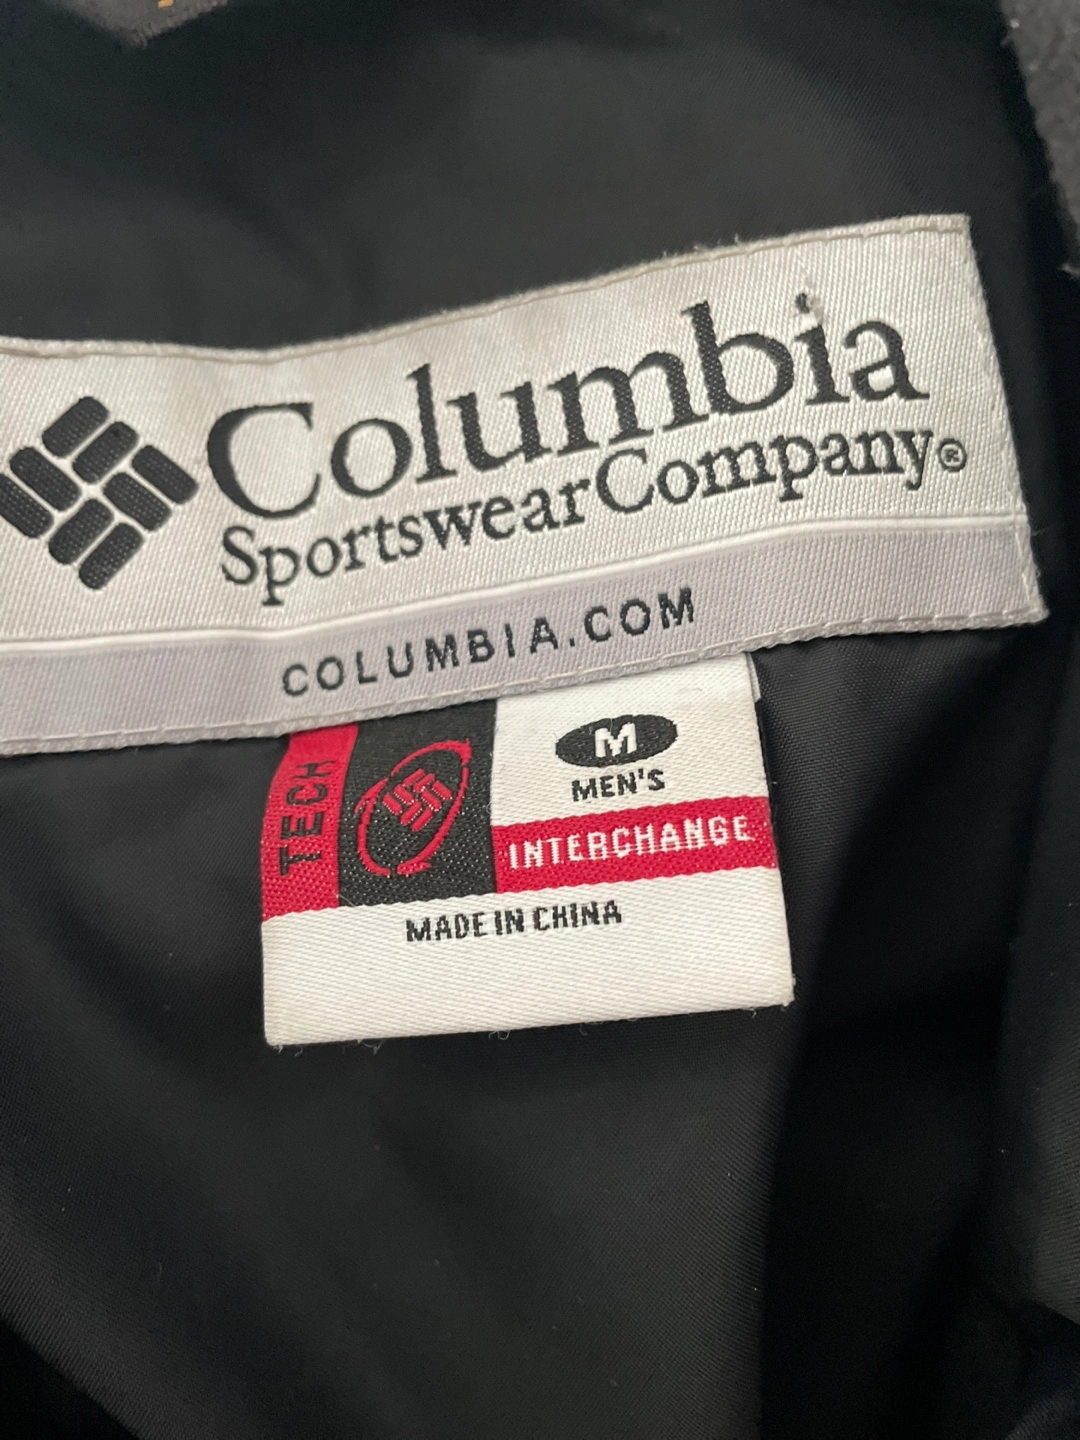 Columbia
SportswearCompany®
COLUMBIA.COM
TECH
M
MEN'S
INTERCHANGE
MADE IN CHINA